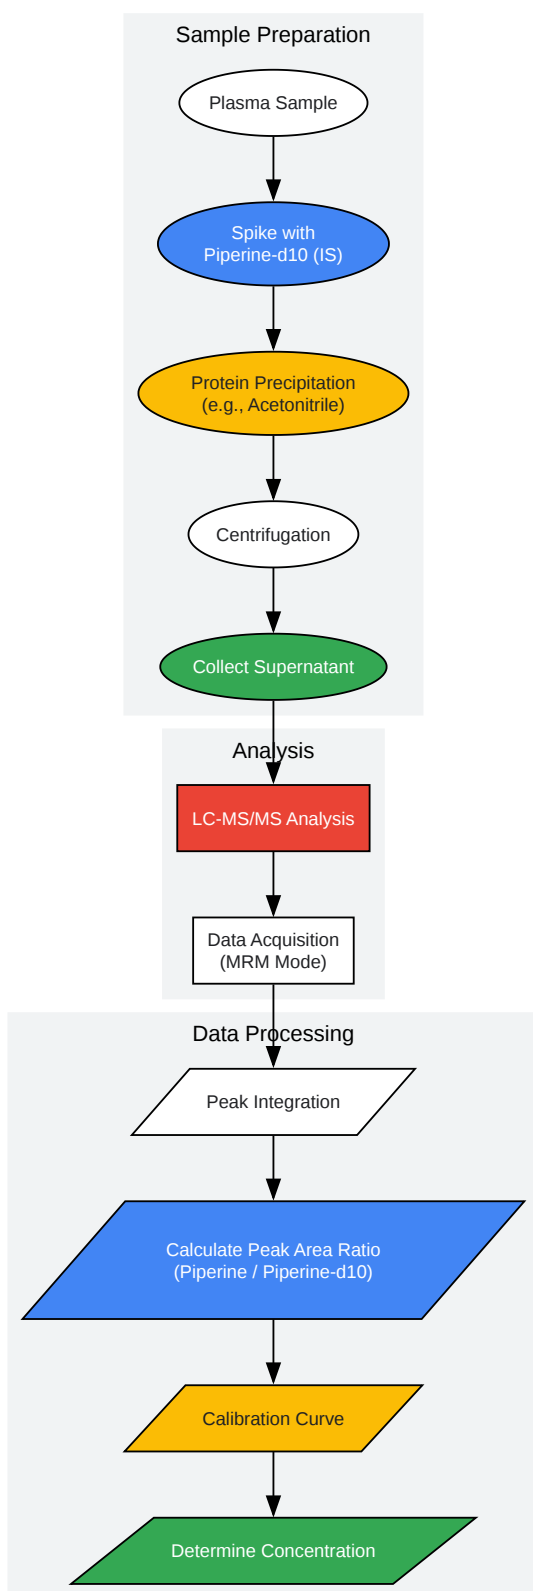 Sample Preparation
Plasma Sample
Spike with
Piperine-d10 (IS)
Protein Precipitation
(e.g., Acetonitrile)
Centrifugation
Collect Supernatant
Analysis
LC-MS/MS Analysis
Data Acquisition
(MRM Mode)
Data Processing
Peak Integration
Calculate Peak Area Ratio
(Piperine / Piperine-d10)
Calibration Curve
Determine Concentration